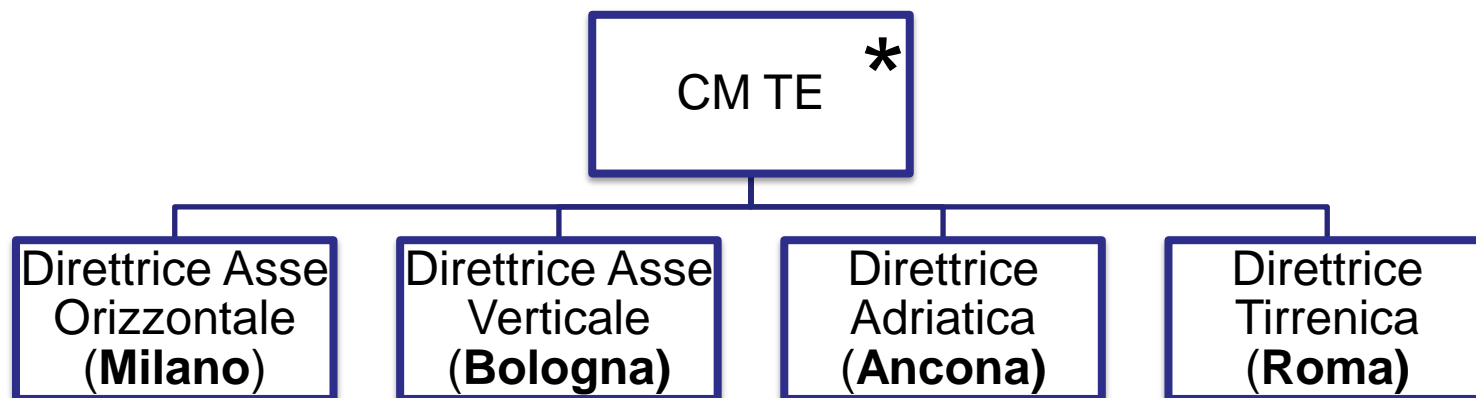 CM TE *
Direttrice Asse
Orizzontale
(Milano)
Direttrice Asse
Verticale
(Bologna)
Direttrice
Adriatica
(Ancona)
Direttrice
Tirrenica
(Roma)